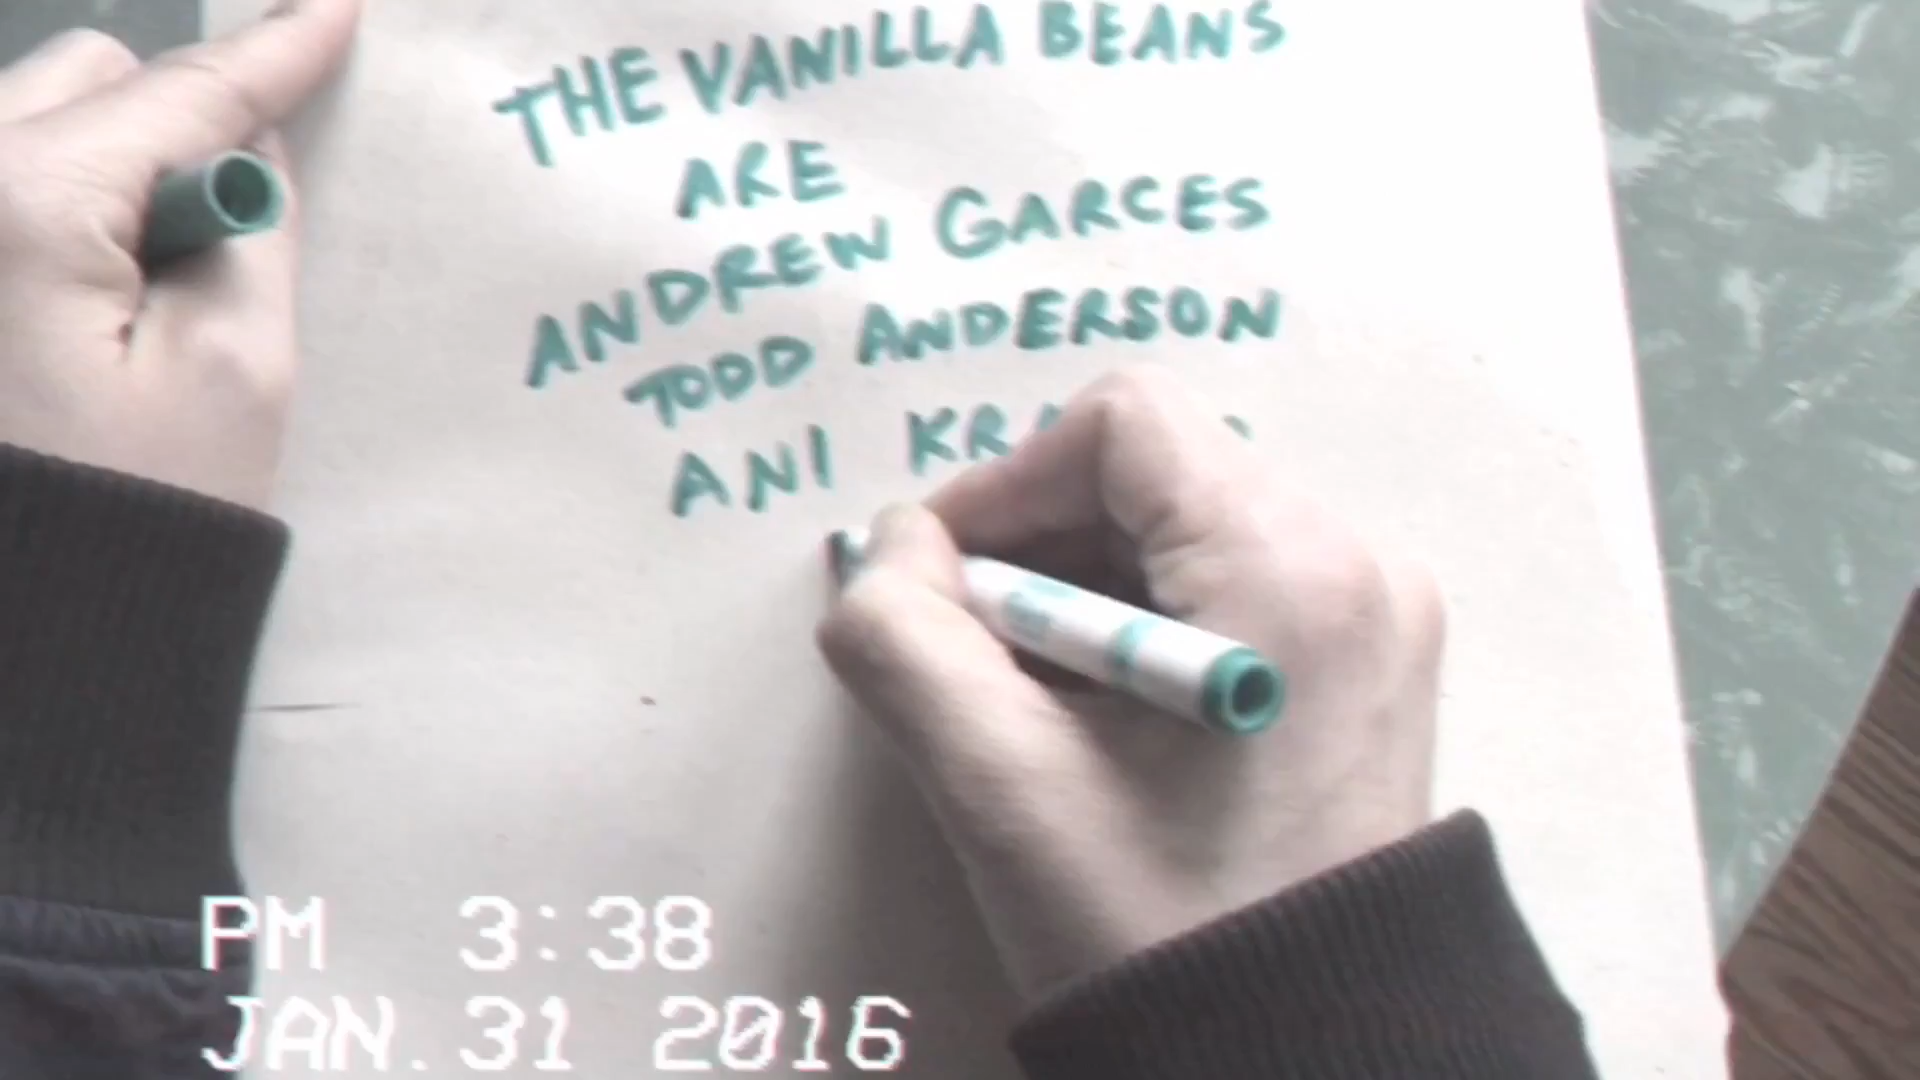 THE VANILLA BEANS
ARE
ANDREW GARCES
TODD ANDERSON
ANI
PM 3:38
JAN. 31 2016